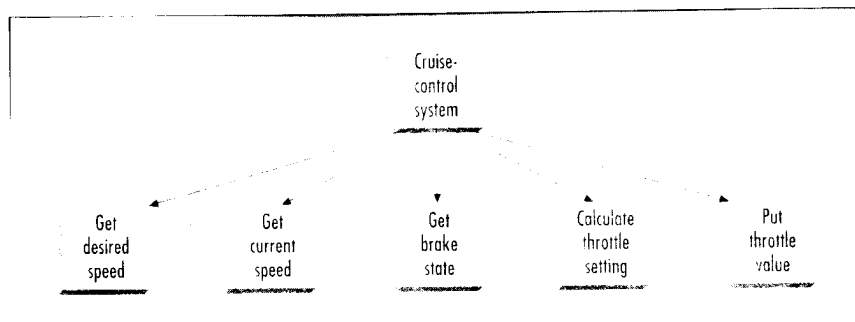 Cruise-
control
system
Get
desired
speed
Get
current
speed
Get
brake
state
Calculate
throttle
setting
Put
throttle
value